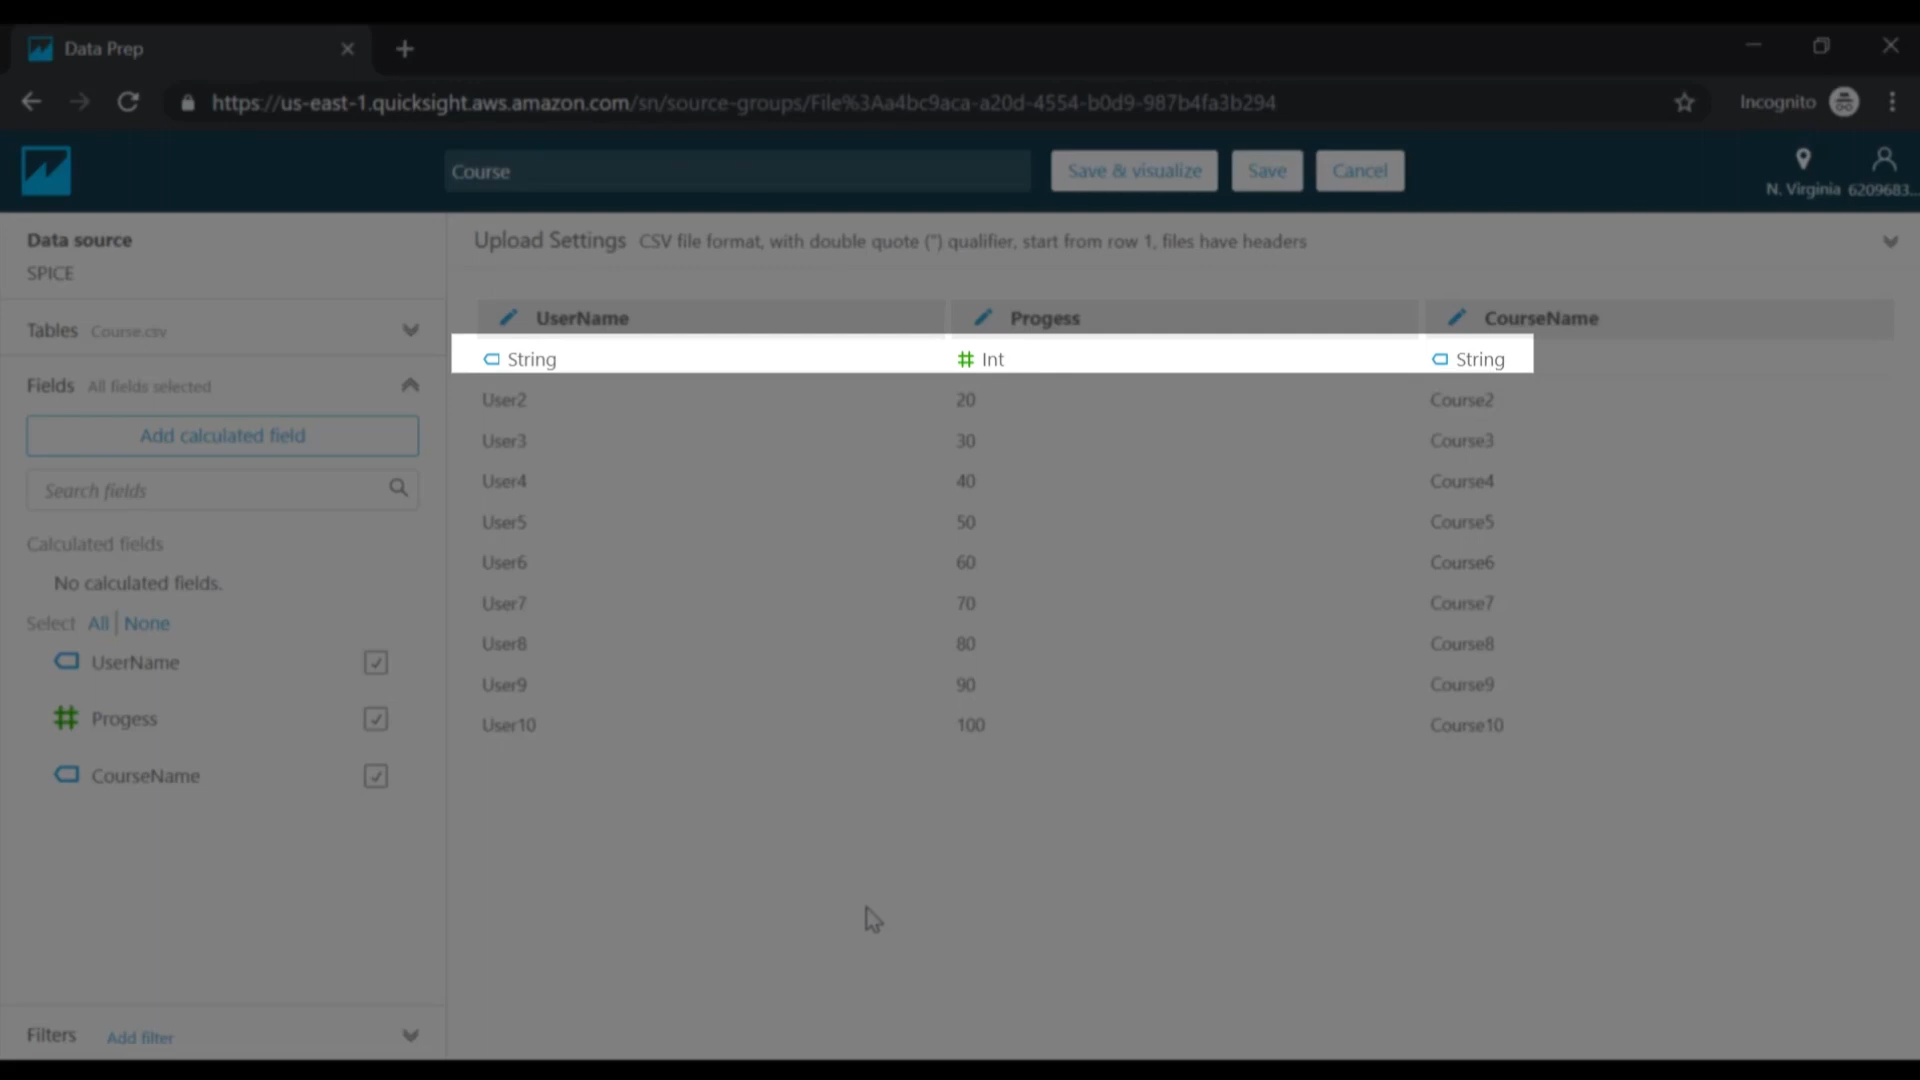 Data Prep
https://us-east-1.quicksight.aws.amazon.com/sn/source-groups/File%3Aa4bc9aca-a20d-4554-b0d9-987b4fa3b294
Incognito
Course
Save & visualize
Save
Cancel
N. Virginia
6209683...
Data source
SPICE
Tables Course.csv
Fields All fields selected
Add calculated field
Search fields
Calculated fields
No calculated fields.
Select All | None
UserName
Progess
CourseName
Filters Add filter
Upload Settings CSV file format, with double quote (") qualifier, start from row 1, files have headers
UserName Progess CourseName
String Int String
User2 20 Course2
User3 30 Course3
User4 40 Course4
User5 50 Course5
User6 60 Course6
User7 70 Course7
User8 80 Course8
User9 90 Course9
User10 100 Course10